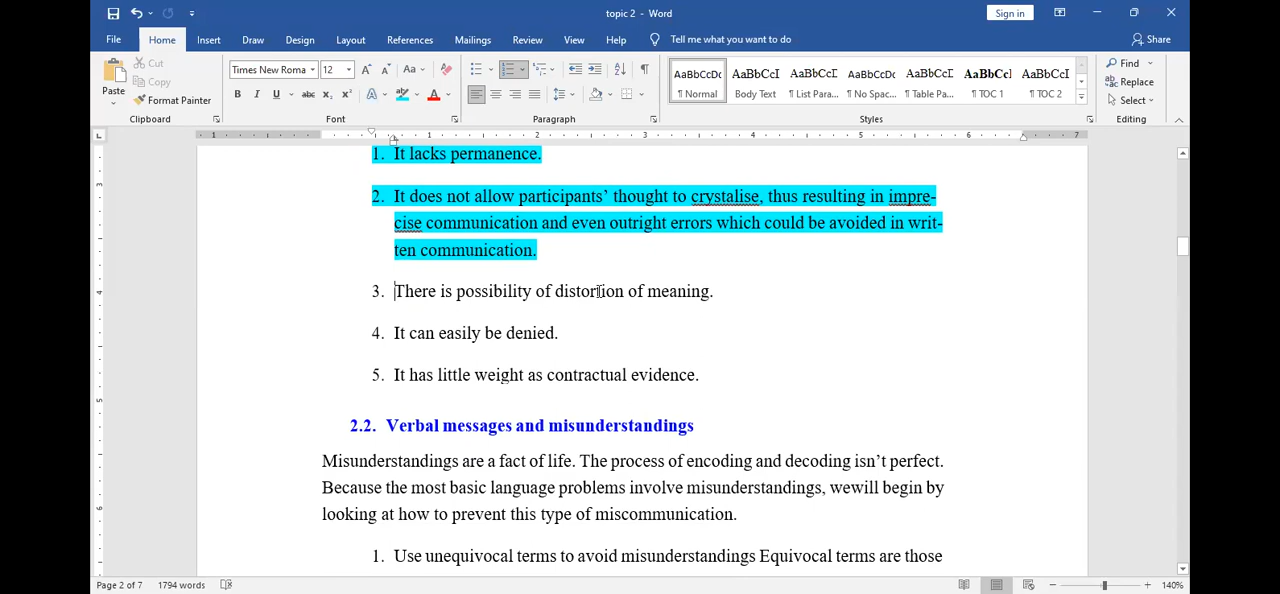 topic 2 - Word
Sign in
File Home Insert Draw Design Layout References Mailings Review View Help Tell me what you want to do Share
Paste
Cut
Copy
Format Painter
Clipboard
Times New Roma 12
Font
Paragraph
AaBbCcDc AaBbCcI AaBbCcI AaBbCcDc AaBbCcI AaBbCcI AaBbCcI
¶ Normal Body Text ¶ List Para... ¶ No Spac... ¶ Table Pa... ¶ TOC 1 ¶ TOC 2
Styles
Find
Replace
Select
Editing
1 1 2 3 4 5 6 7
1. It lacks permanence.
2. It does not allow participants’ thought to crystalise, thus resulting in impre-
cise communication and even outright errors which could be avoided in writ-
ten communication.
3. There is possibility of distortion of meaning.
4. It can easily be denied.
5. It has little weight as contractual evidence.
2.2. Verbal messages and misunderstandings
Misunderstandings are a fact of life. The process of encoding and decoding isn’t perfect.
Because the most basic language problems involve misunderstandings, wewill begin by
looking at how to prevent this type of miscommunication.
1. Use unequivocal terms to avoid misunderstandings Equivocal terms are those
Page 2 of 7 1794 words 140%